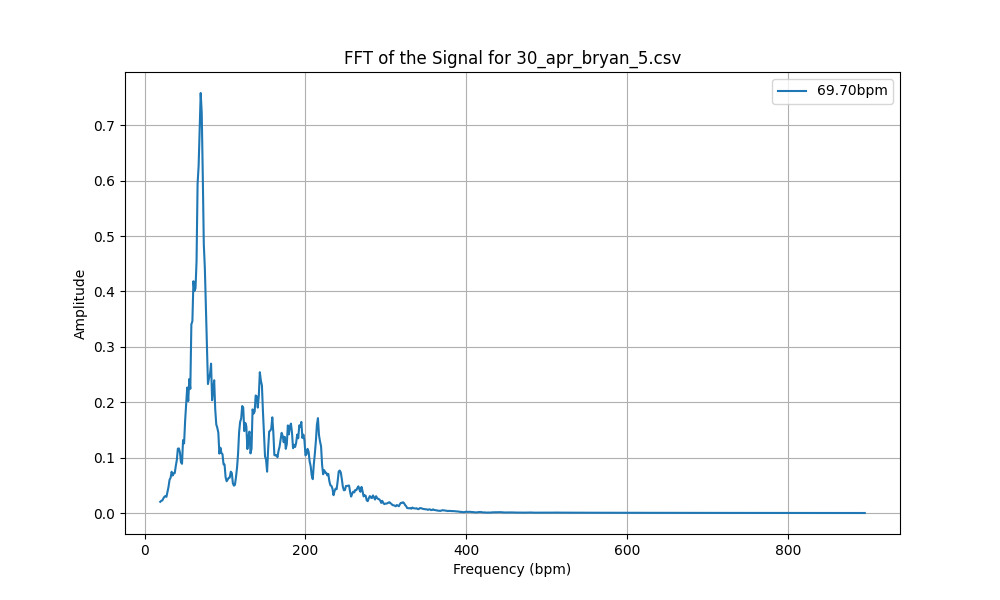 FFT of the Signal for 30_apr_bryan_5.csv
69.70bpm
0.7
0.6
0.5
0.4
0.3
0.2
0.1
0.0
Amplitude
0 200 400 600 800
Frequency (bpm)